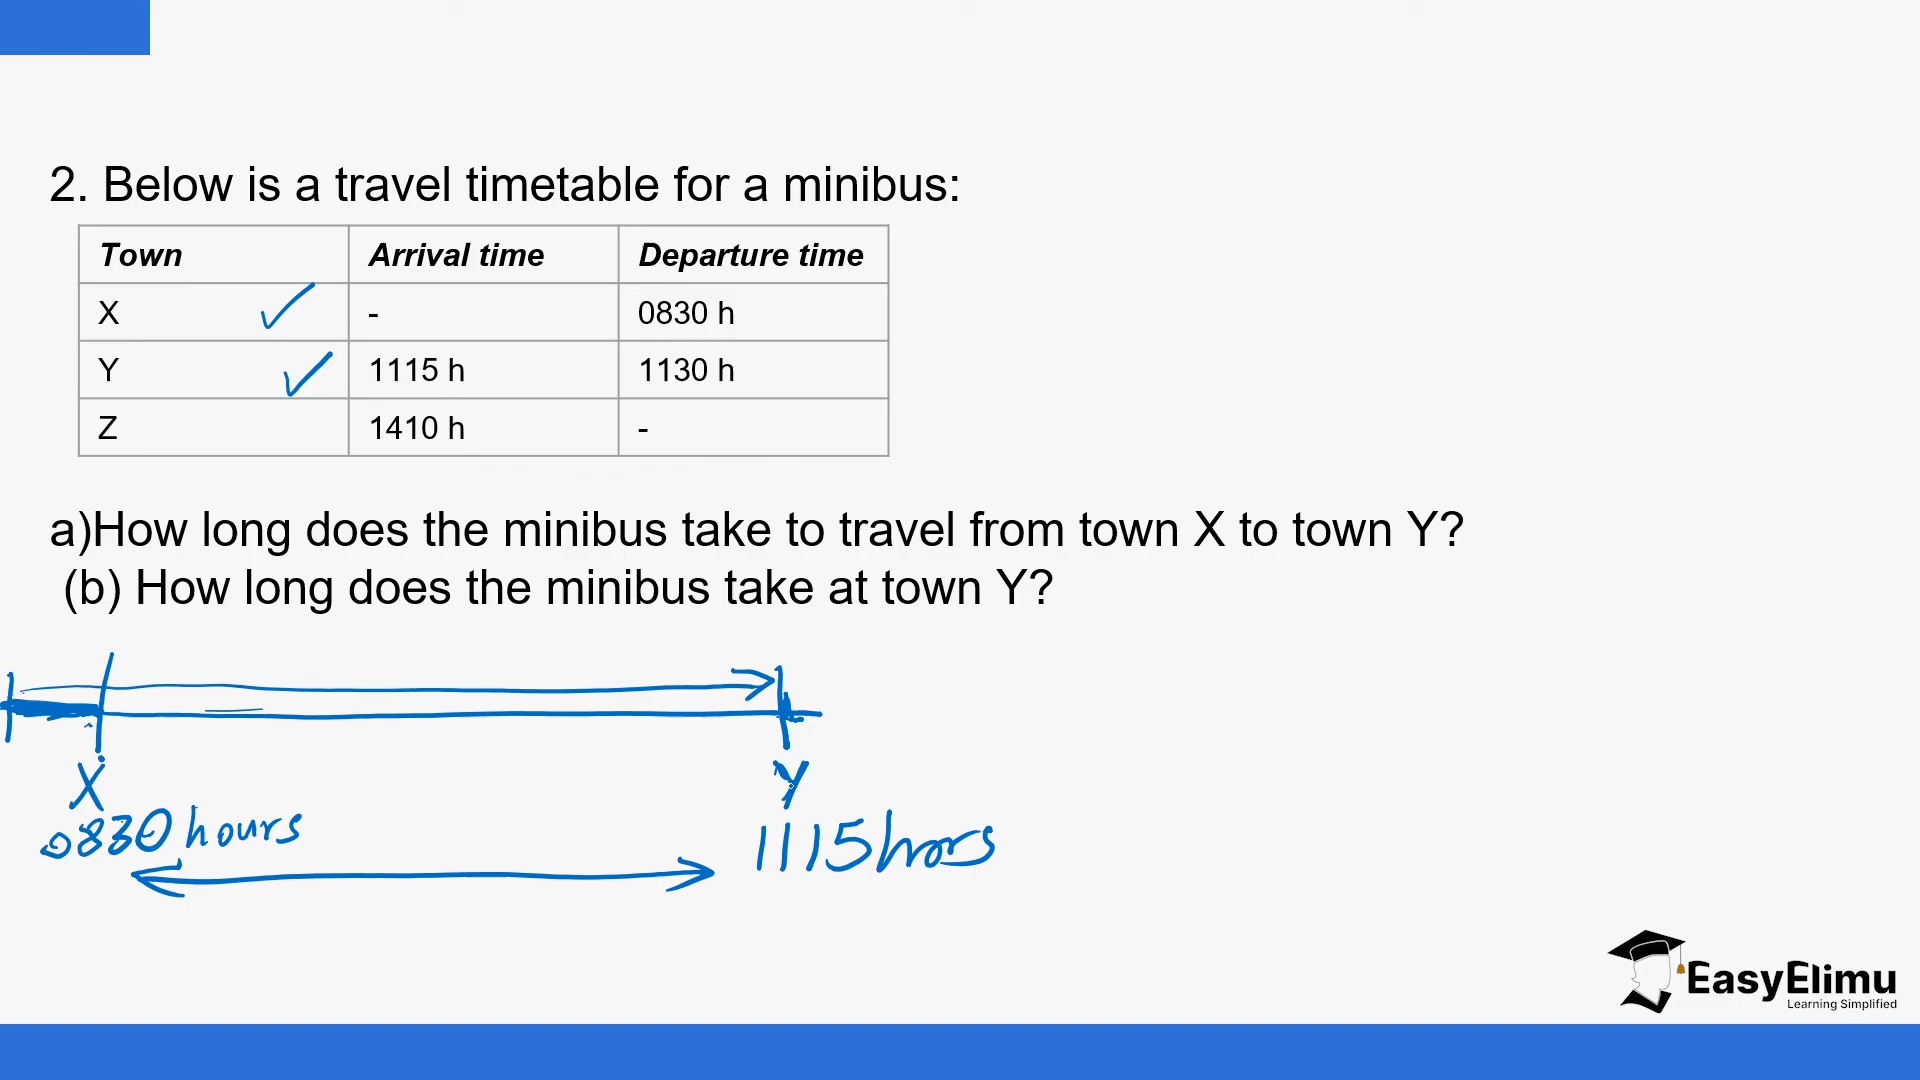 2. Below is a travel timetable for a minibus:
Town Arrival time Departure time
X - 0830 h
Y 1115 h 1130 h
Z 1410 h -
a)How long does the minibus take to travel from town X to town Y?
(b) How long does the minibus take at town Y?
X Y
0830 hours 1115 hors
EasyElimu
Learning Simplified